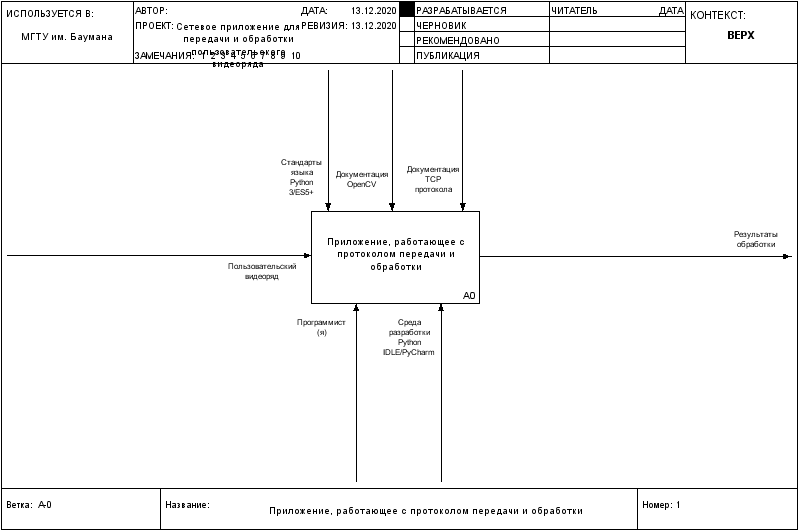 ИСПОЛЬЗУЕТСЯ В:
МГТУ им. Баумана
АВТОР:
ДАТА: 13.12.2020
ПРОЕКТ: Сетевое приложение для
передачи и обработки
пользовательского
видеоряда
РЕВИЗИЯ: 13.12.2020
ЗАМЕЧАНИЯ: 1 2 3 4 5 6 7 8 9 10
РАЗРАБАТЫВАЕТСЯ
ЧЕРНОВИК
РЕКОМЕНДОВАНО
ПУБЛИКАЦИЯ
ЧИТАТЕЛЬ ДАТА
КОНТЕКСТ:
ВЕРХ
Стандарты
языка
Python
3/ES5+
Документация
OpenCV
Документация
TCP
протокола
Приложение, работающее с
протоколом передачи и
обработки
A0
Результаты
обработки
Пользовательский
видеоряд
Программист
(я)
Среда
разработки
Python
IDLE/PyCharm
Ветка: A-0
Название:
Приложение, работающее с протоколом передачи и обработки
Номер: 1